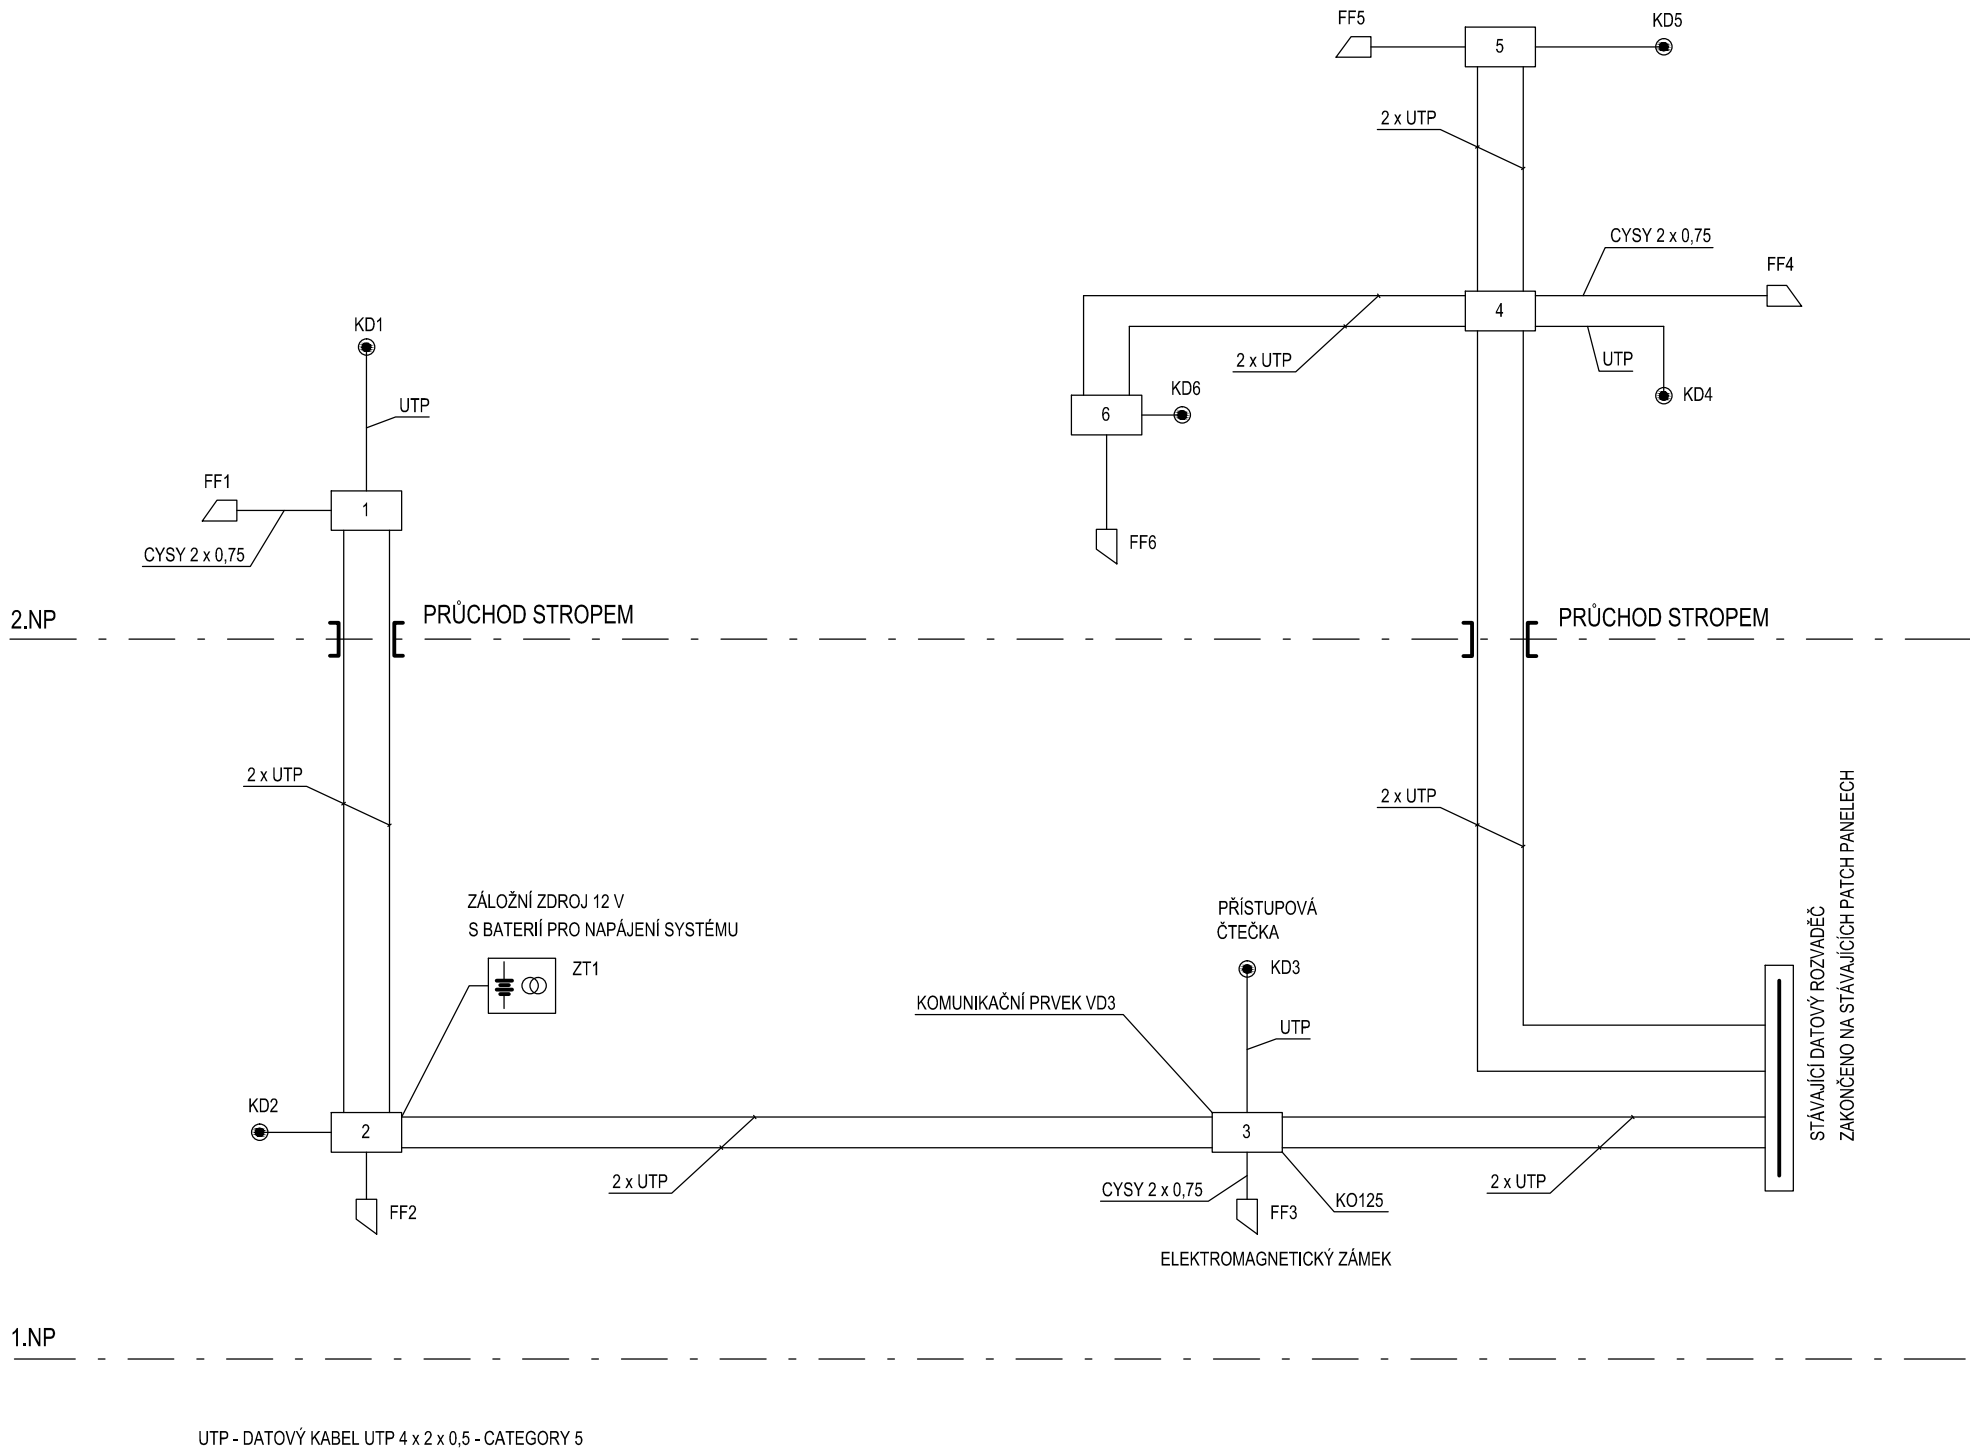 FF5
KD5
5
2 x UTP
CYSY 2 x 0,75
FF4
4
KD1
2 x UTP
UTP
KD6
KD4
UTP
6
FF1
1
FF6
CYSY 2 x 0,75
2.NP
PRŮCHOD STROPEM
PRŮCHOD STROPEM
2 x UTP
2 x UTP
ZÁLOŽNÍ ZDROJ 12 V
S BATERIÍ PRO NAPÁJENÍ SYSTÉMU
ZT1
PŘÍSTUPOVÁ
ČTEČKA
KD3
KOMUNIKAČNÍ PRVEK VD3
UTP
STÁVAJÍCÍ DATOVÝ ROZVADĚČ
ZAKONČENO NA STÁVAJÍCÍCH PATCH PANELECH
KD2
2
3
2 x UTP
CYSY 2 x 0,75
2 x UTP
KO125
FF2
FF3
ELEKTROMAGNETICKÝ ZÁMEK
1.NP
UTP - DATOVÝ KABEL UTP 4 x 2 x 0,5 - CATEGORY 5